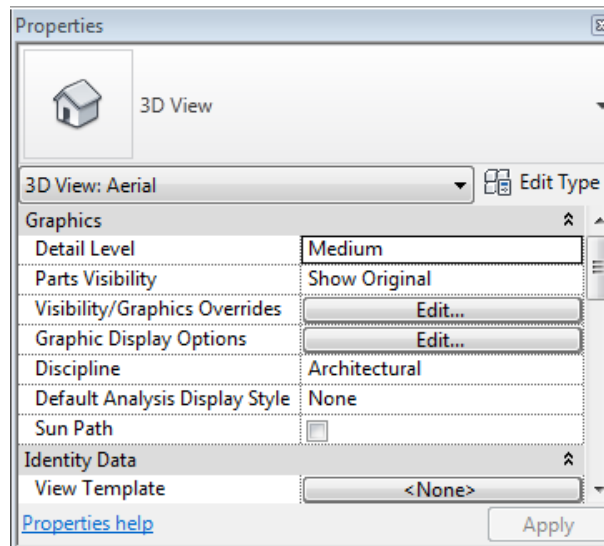 Properties
3D View
3D View: Aerial Edit Type
Graphics
Detail Level Medium
Parts Visibility Show Original
Visibility/Graphics Overrides Edit...
Graphic Display Options Edit...
Discipline Architectural
Default Analysis Display Style None
Sun Path
Identity Data
View Template <None>
Properties help Apply